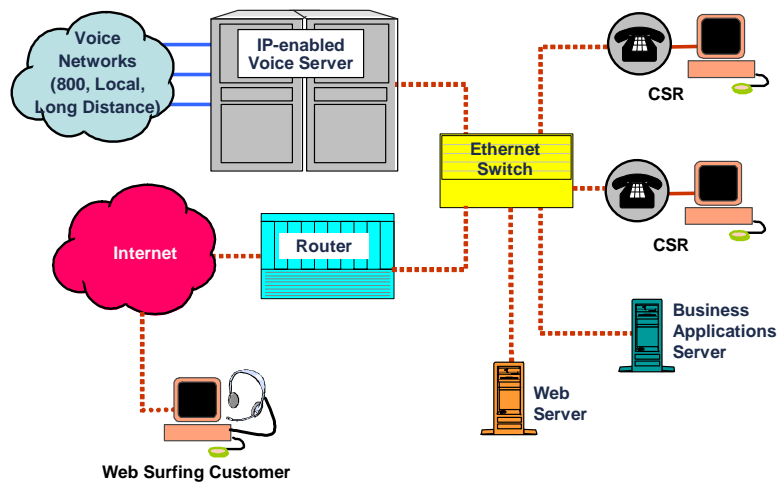 Voice
Networks
(800, Local,
Long Distance)
IP-enabled
Voice Server
CSR
Ethernet
Switch
CSR
Internet
Router
Business
Applications
Server
Web
Server
Web Surfing Customer